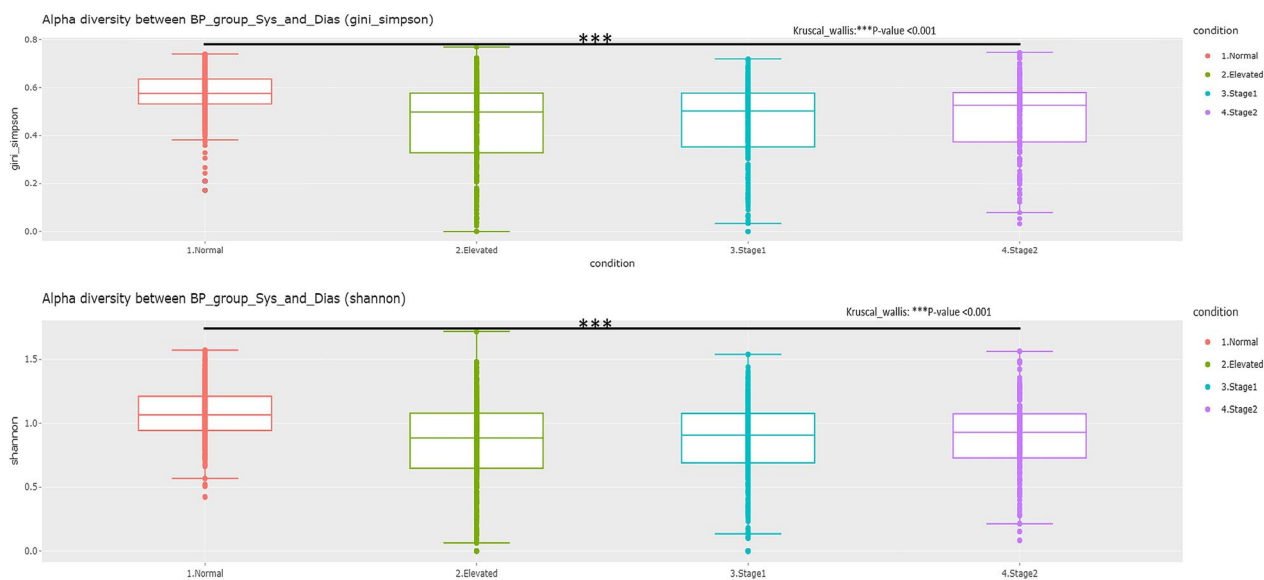 Alpha diversity between BP_group_Sys_and_Dias (gini_simpson)
Kruscal_wallis:***P-value <0.001
***
condition
1.Normal
2.Elevated
3.Stage1
4.Stage2
0.8
0.6
0.4
0.2
0.0
gini_simpson
1.Normal 2.Elevated 3.Stage1 4.Stage2
condition
Alpha diversity between BP_group_Sys_and_Dias (shannon)
Kruscal_wallis: ***P-value <0.001
***
condition
1.Normal
2.Elevated
3.Stage1
4.Stage2
1.5
1.0
0.5
0.0
shannon
1.Normal 2.Elevated 3.Stage1 4.Stage2